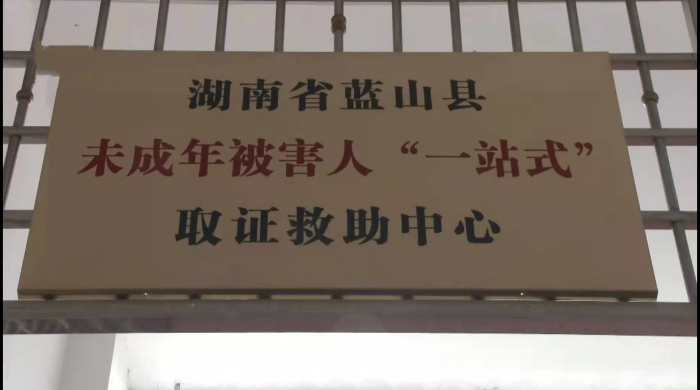 湖南省蓝山县
未成年被害人“一站式”
取证救助中心